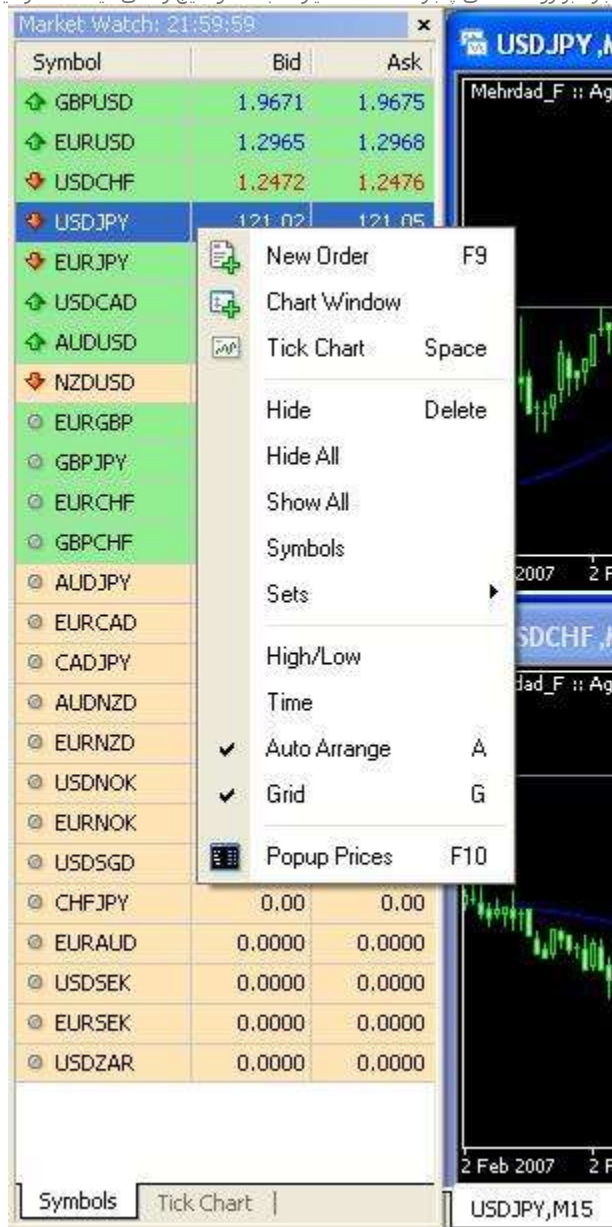 Market Watch: 21:59:59
Symbol Bid Ask
GBPUSD 1.9671 1.9675
EURUSD 1.2965 1.2968
USDCHF 1.2472 1.2476
USDJPY 121.02 121.05
EURJPY
USDCAD
AUDUSD
NZDUSD
EURGBP
GBPJPY
EURCHF
GBPCHF
AUDJPY
EURCAD
CADJPY
AUDNZD
EURNZD
USDNOK
EURNOK
USDSGD
CHFJPY 0.00 0.00
EURAUD 0.0000 0.0000
USDSEK 0.0000 0.0000
EURSEK 0.0000 0.0000
USDZAR 0.0000 0.0000
Symbols Tick Chart
New Order F9
Chart Window
Tick Chart Space
Hide Delete
Hide All
Show All
Symbols
Sets
High/Low
Time
Auto Arrange A
Grid G
Popup Prices F10
USDJPY ,M
Mehrdad_F :: Ag
2007 2 F
SDCHF ,M
dad_F :: Ag
2 Feb 2007 2 F
USDJPY,M15